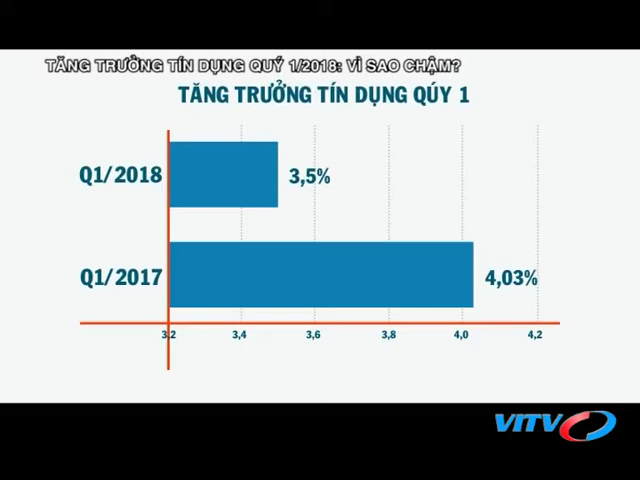 TĂNG TRƯỞNG TÍN DỤNG QUÝ 1/2018: VÌ SAO CHẬM?
TĂNG TRƯỞNG TÍN DỤNG QÚY 1
Q1/2018
3,5%
Q1/2017
4,03%
3,2 3,4 3,6 3,8 4,0 4,2
VITV